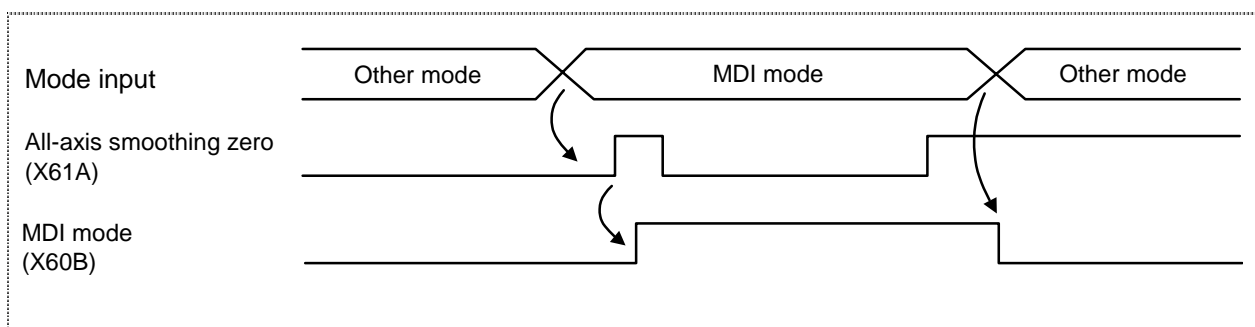 Mode input
Other mode
MDI mode
Other mode
All-axis smoothing zero
(X61A)
MDI mode
(X60B)